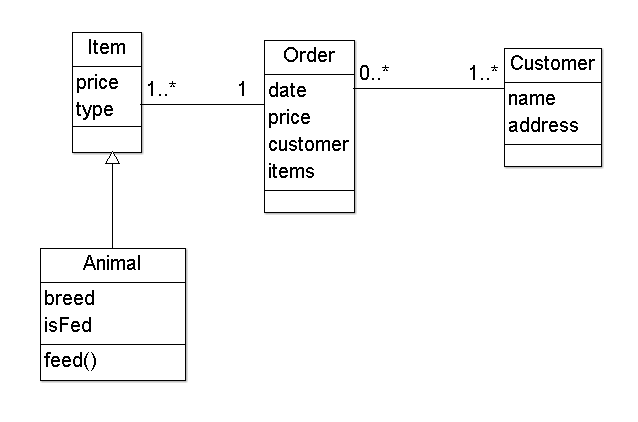 Item
price
type
1..*
1
Order
date
price
customer
items
0..*
1..*
Customer
name
address
Animal
breed
isFed
feed()